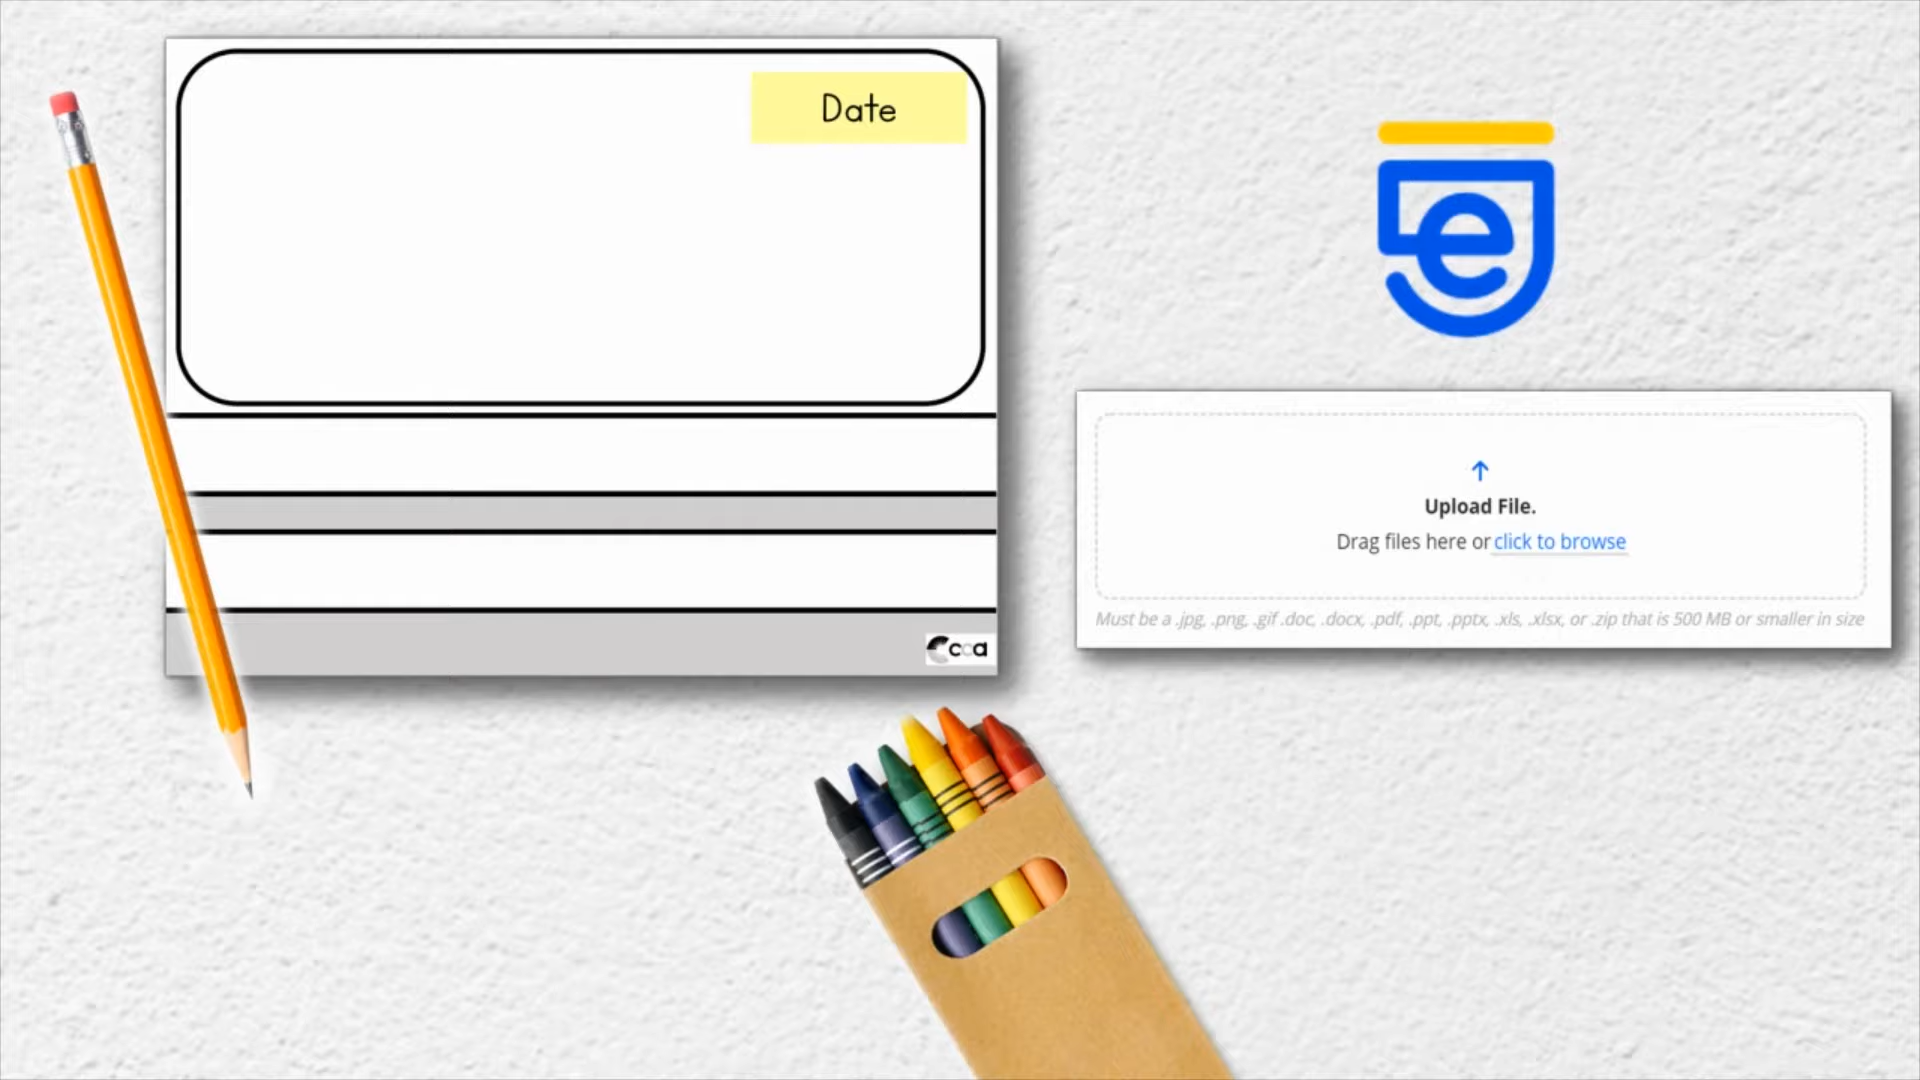 Date
cca
e
Upload File.
Drag files here or click to browse
Must be a .jpg, .png, .gif .doc, .docx, .pdf, .ppt, .pptx, .xls, .xlsx, or .zip that is 500 MB or smaller in size